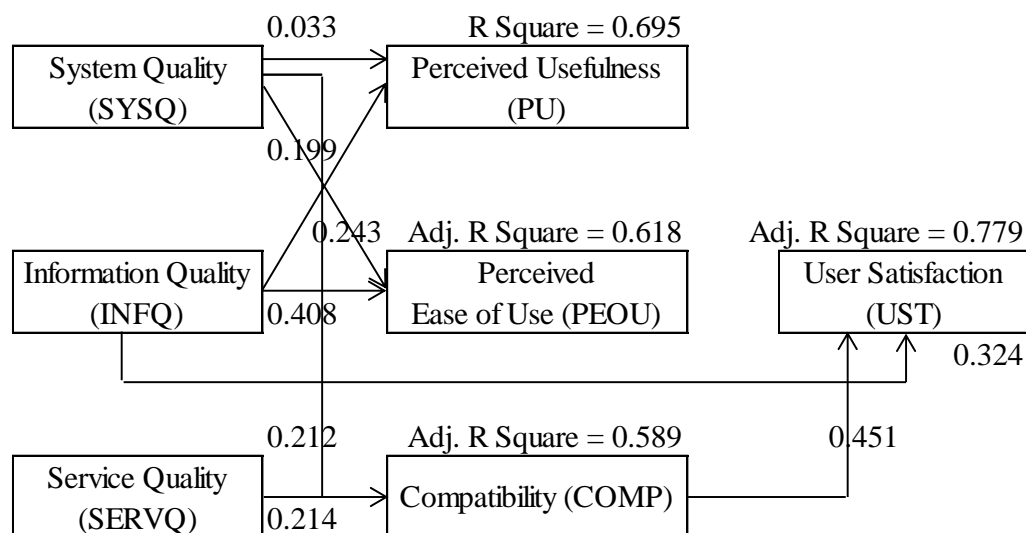 0.033
R Square = 0.695
System Quality
(SYSQ)
Perceived Usefulness
(PU)
0.199
0.243
Adj. R Square = 0.618
Adj. R Square = 0.779
Information Quality
(INFQ)
0.408
Perceived
Ease of Use (PEOU)
User Satisfaction
(UST)
0.324
0.212
Adj. R Square = 0.589
0.451
Service Quality
(SERVQ)
0.214
Compatibility (COMP)